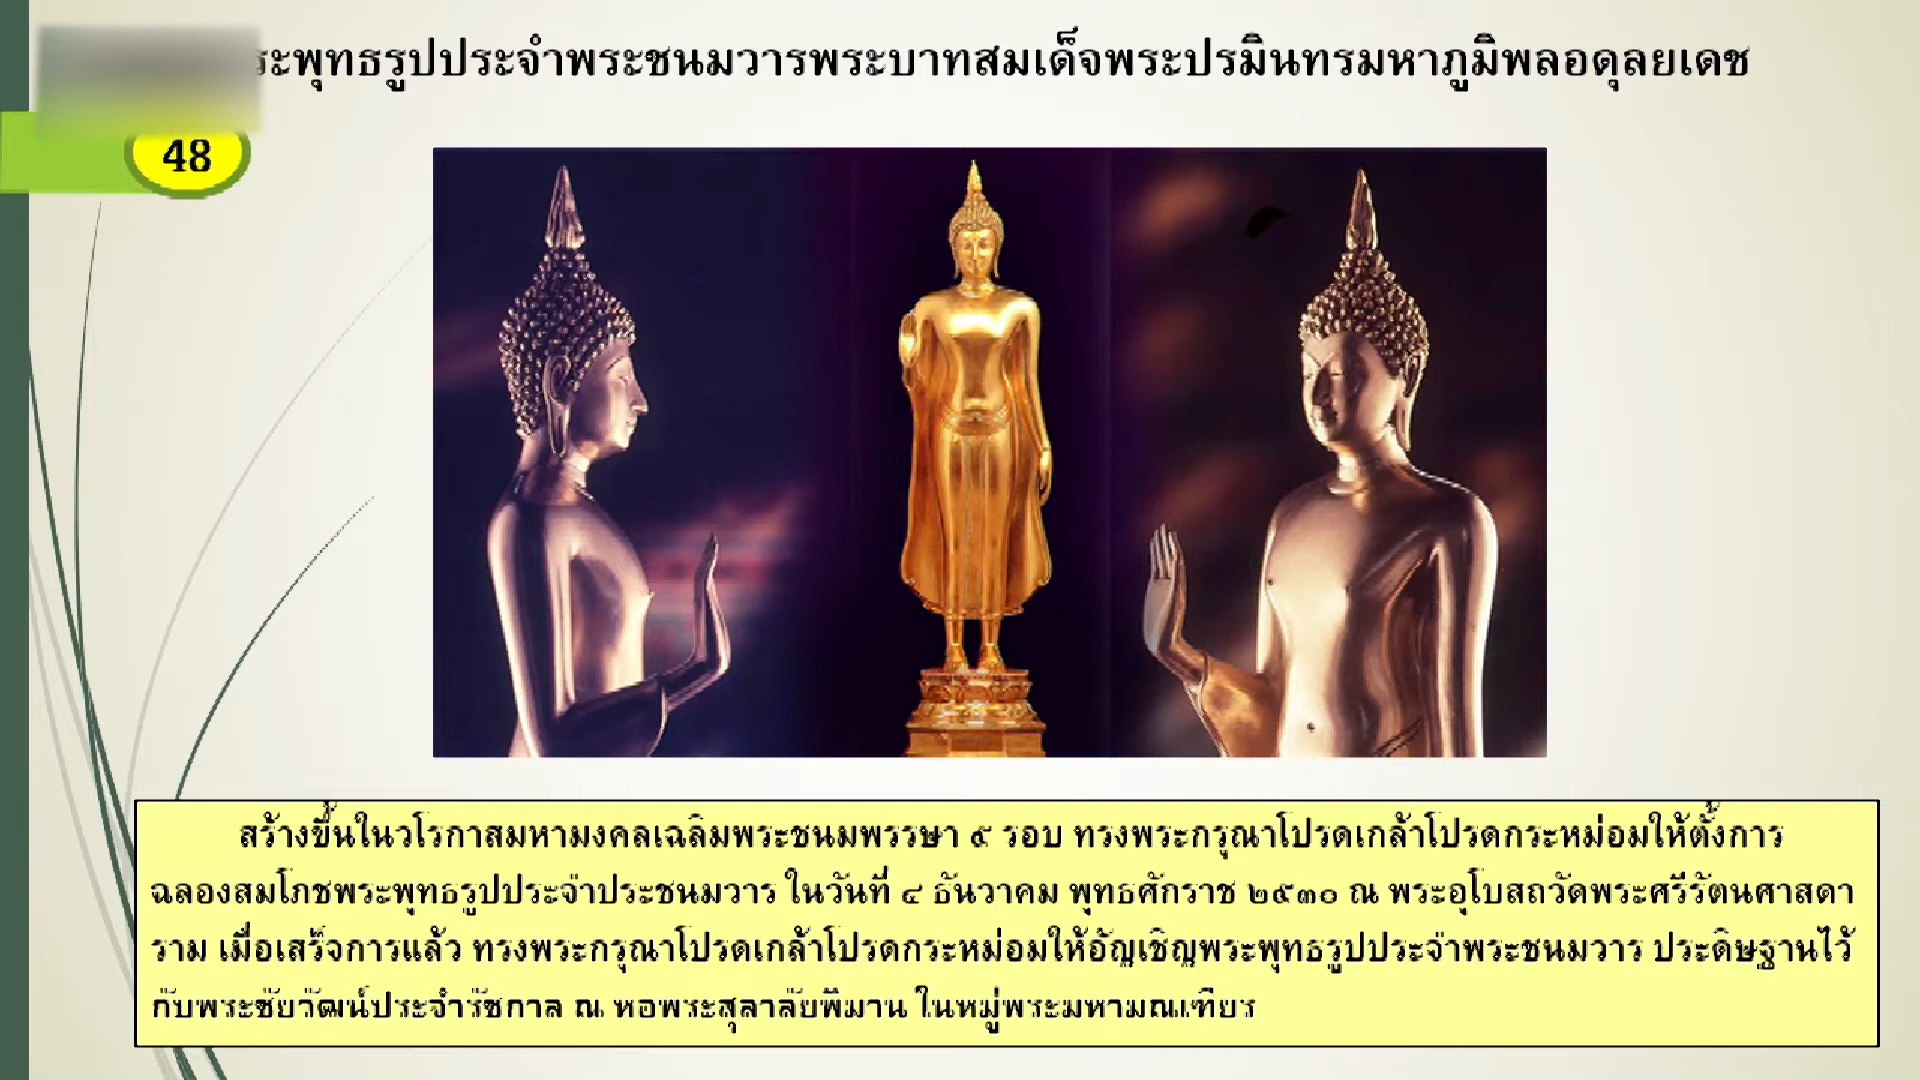 ระพุทธรูปประจำพระชนมวารพระบาทสมเด็จพระปรมินทรมหาภูมิพลอดุลยเดช
48
สร้างขึ้นในวโรกาสมหามงคลเฉลิมพระชนมพรรษา ๕ รอบ ทรงพระกรุณาโปรดเกล้าโปรดกระหม่อมให้ตั้งการ
ฉลองสมโภชพระพุทธรูปประจำประชนมวาร ในวันที่ ๔ ธันวาคม พุทธศักราช ๒๕๓๐ ณ พระอุโบสถวัดพระศรีรัตนศาสดา
ราม เมื่อเสร็จการแล้ว ทรงพระกรุณาโปรดเกล้าโปรดกระหม่อมให้อัญเชิญพระพุทธรูปประจำพระชนมวาร ประดิษฐานไว้
กับพระชัยวัฒน์ประจำรัชกาล ณ หอพระสุลาลัยพิมาน ในหมู่พระมหามณเฑียร